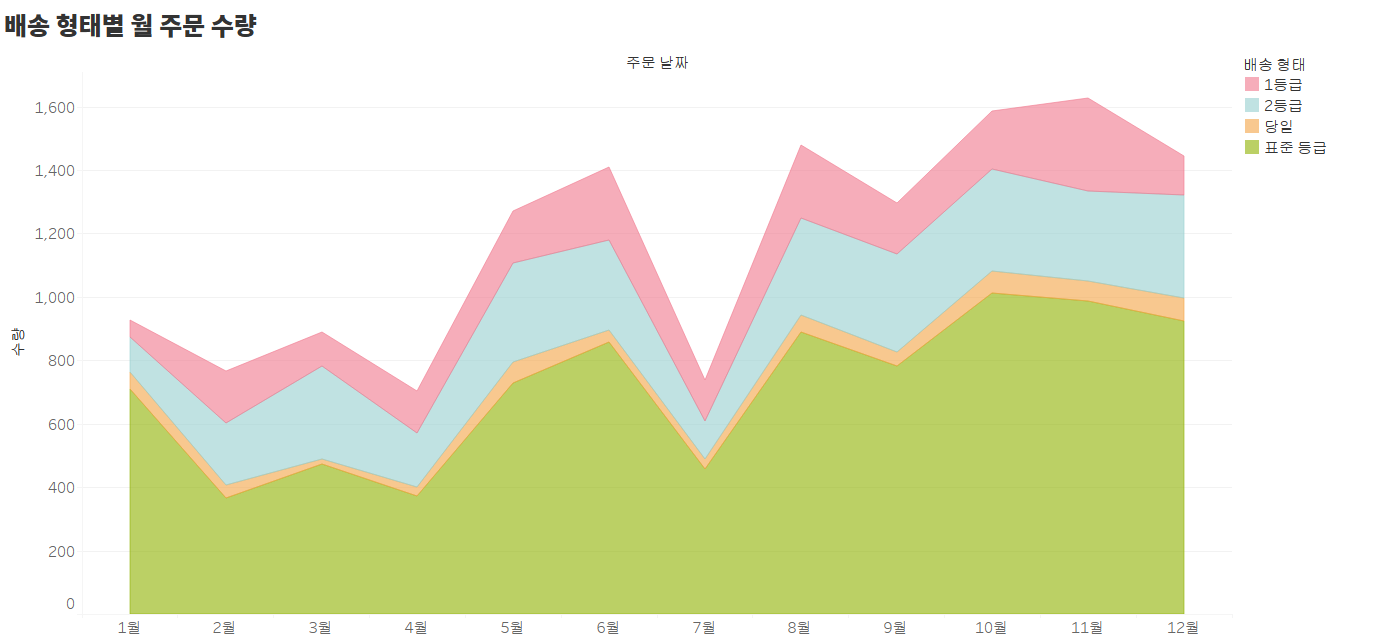 배송 형태별 월 주문 수량
주문 날짜
배송 형태
1등급
2등급
당일
표준 등급
수량
1,600
1,400
1,200
1,000
800
600
400
200
0
1월 2월 3월 4월 5월 6월 7월 8월 9월 10월 11월 12월